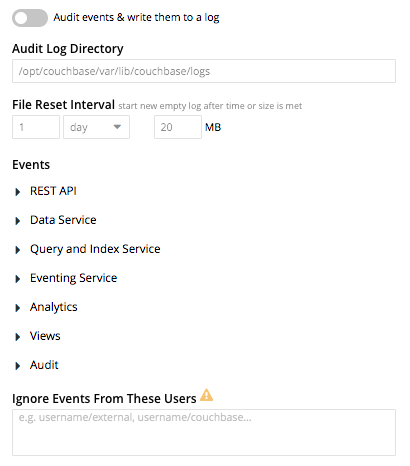 Audit events & write them to a log
Audit Log Directory
/opt/couchbase/var/lib/couchbase/logs
File Reset Interval start new empty log after time or size is met
1 day 20 MB
Events
REST API
Data Service
Query and Index Service
Eventing Service
Analytics
Views
Audit
Ignore Events From These Users
e.g. username/external, username/couchbase...